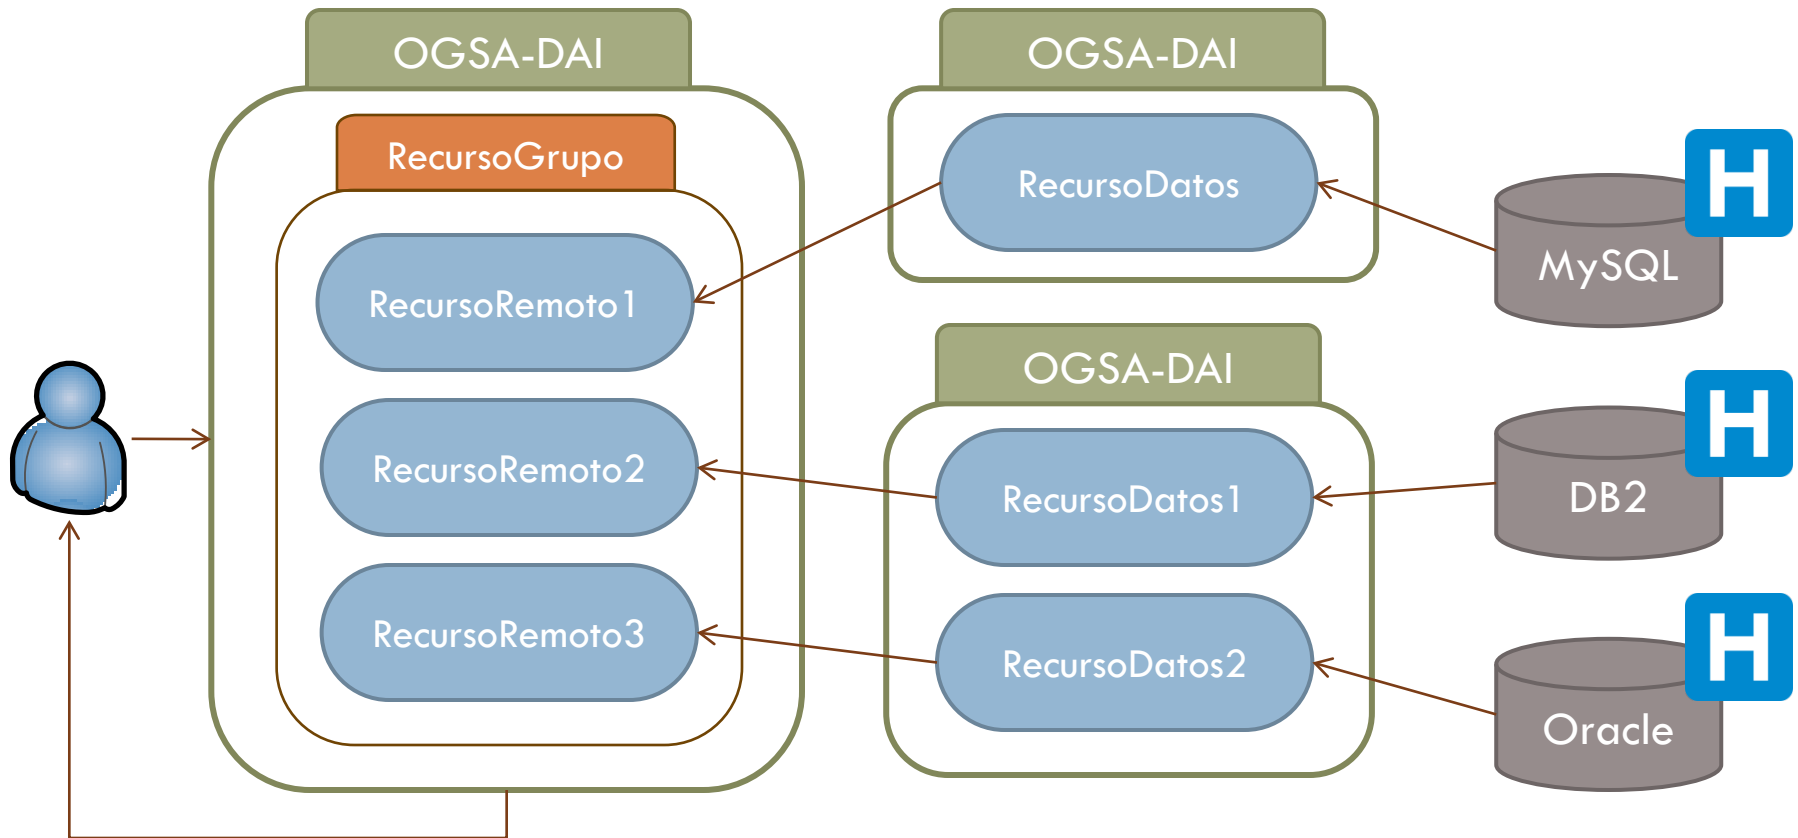 OGSA-DAI
RecursoGrupo
RecursoRemoto1
RecursoRemoto2
RecursoRemoto3
OGSA-DAI
RecursoDatos
OGSA-DAI
RecursoDatos1
RecursoDatos2
H
MySQL
H
DB2
H
Oracle